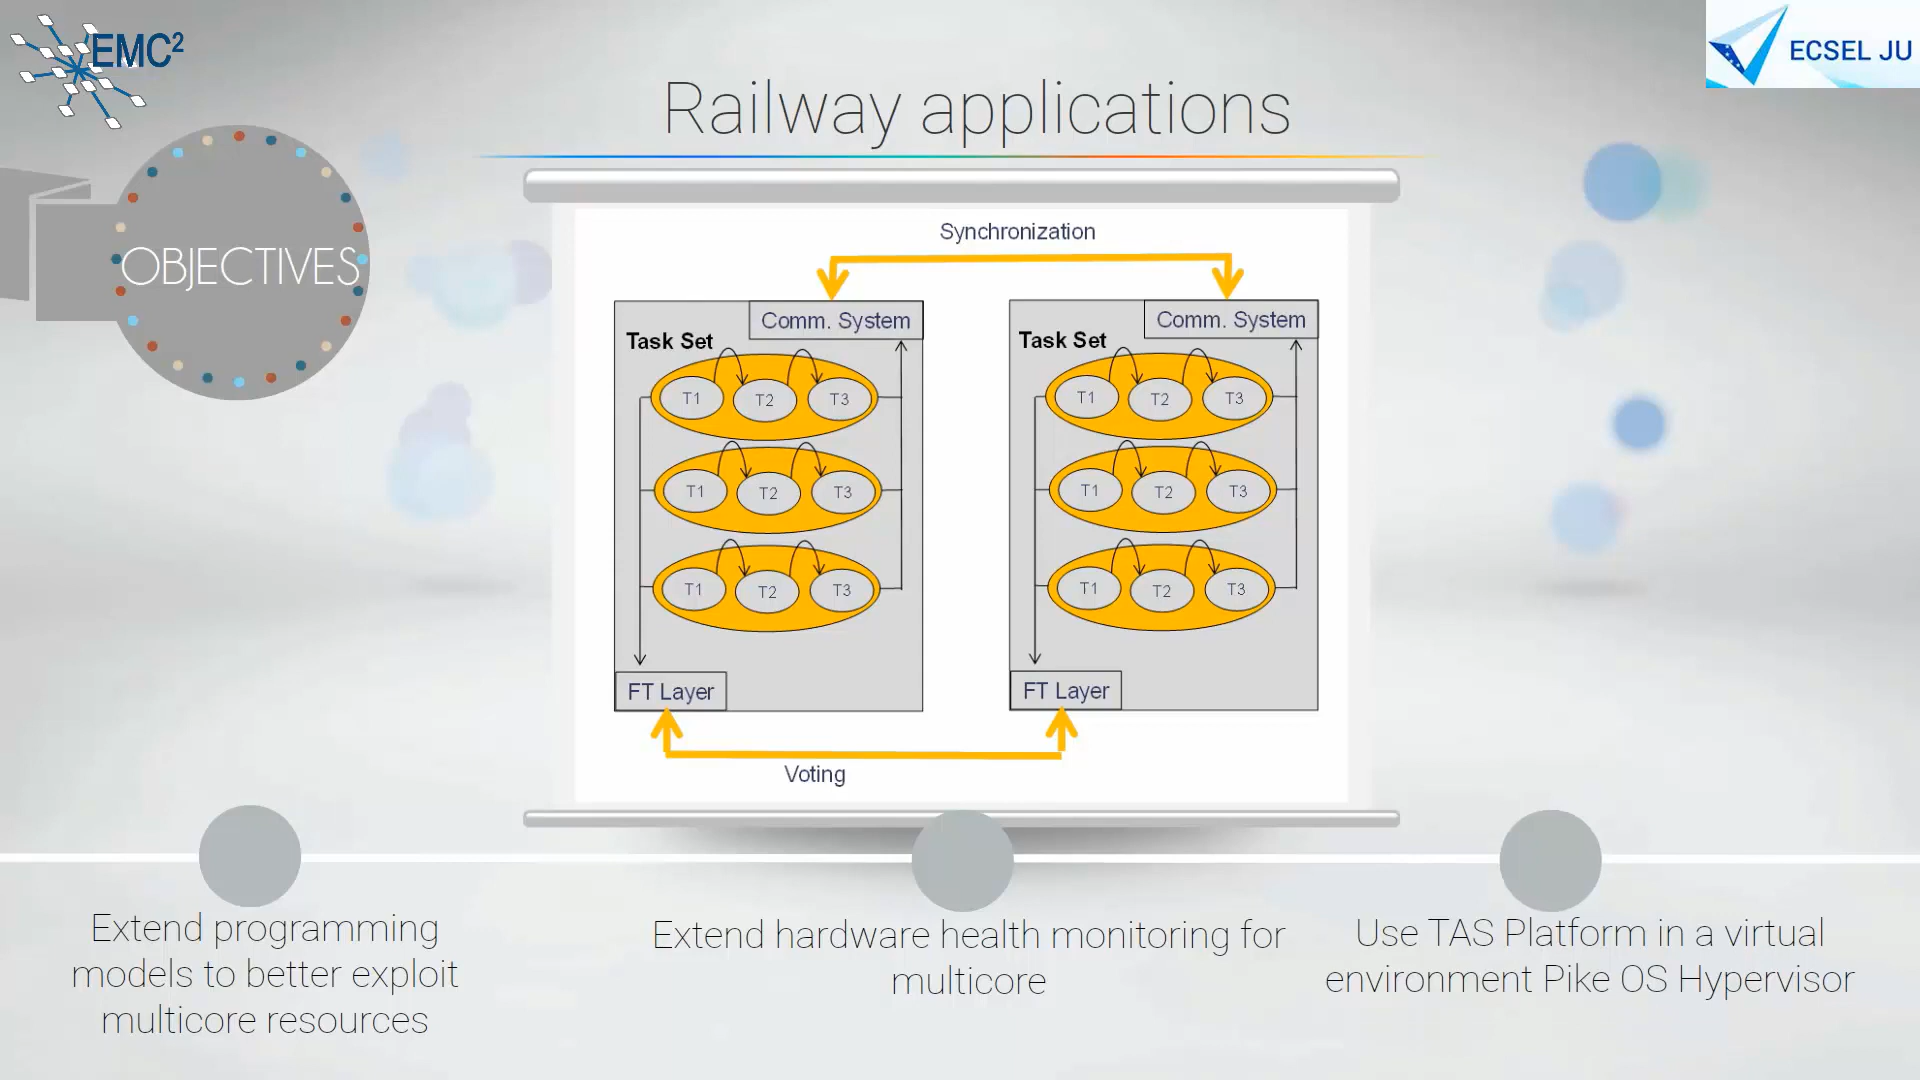 EMC²
ECSEL JU
Railway applications
OBJECTIVES
Synchronization
Comm. System
Task Set
T1 T2 T3
T1 T2 T3
T1 T2 T3
FT Layer
Comm. System
Task Set
T1 T2 T3
T1 T2 T3
T1 T2 T3
FT Layer
Voting
Extend programming
models to better exploit
multicore resources
Extend hardware health monitoring for
multicore
Use TAS Platform in a virtual
environment Pike OS Hypervisor